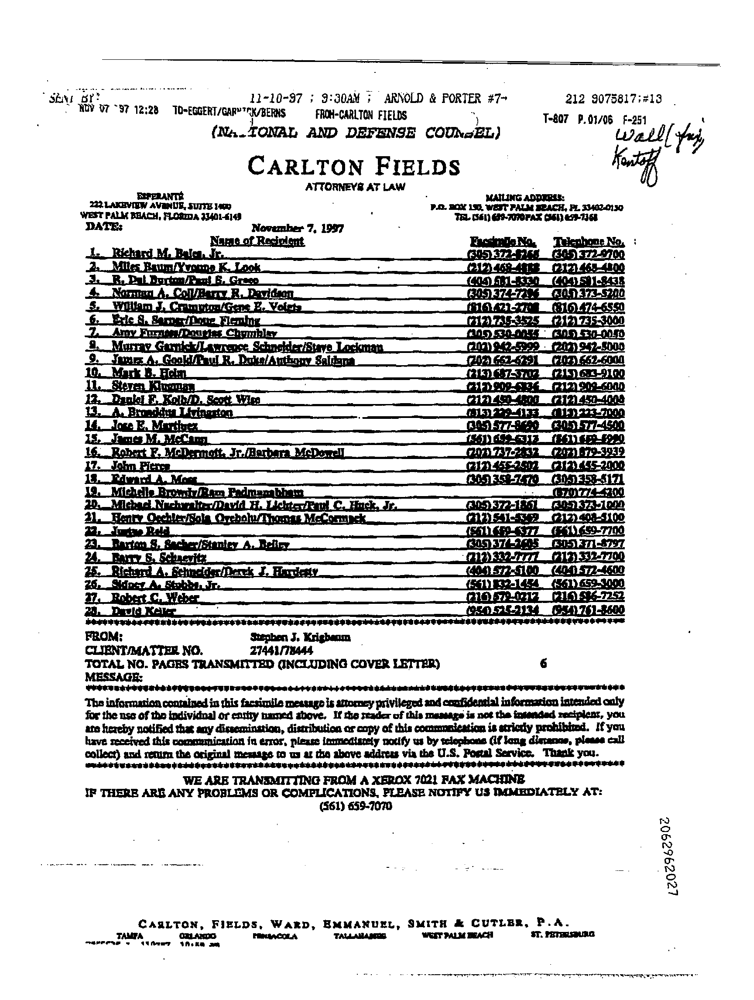 SENT BY: 11-10-97 ; 9:30AM ; ARNOLD & PORTER #7→ 212 9075817;#13
NOV 07 '97 12:28 TO-EGGERT/GARNICK/BERNS FROM-CARLTON FIELDS T-807 P.01/06 F-251
(NATIONAL AND DEFENSE COUNSEL)
Wall
CARLTON FIELDS
ATTORNEYS AT LAW
ESPERANTÉ
222 LAKEVIEW AVENUE, SUITE 1400
WEST PALM BEACH, FLORIDA 33401-6149
MAILING ADDRESS:
P.O. BOX 150, WEST PALM BEACH, FL 33402-0150
TEL (561) 659-7070 FAX (561) 659-7368
DATE: November 7, 1997
Name of Recipient Facsimile No. Telephone No.
1. Richard M. Bales, Jr. (305) 372-8265 (305) 372-9700
2. Miles Baum/Yvonne K. Look (212) 468-4888 (212) 468-4800
3. R. Dal Burton/Paul S. Greco (404) 581-8330 (404) 581-8438
4. Norman A. Coll/Barry R. Davidson (305) 374-7296 (305) 373-5200
5. William J. Crampton/Gene E. Voigts (816) 421-2708 (816) 474-6550
6. Eric S. Sarner/Doug Fleming (212) 735-3525 (212) 735-3000
7. Amy Furness/Douglas Chumbley (305) 530-0055 (305) 530-0050
8. Murray Garnick/Lawrence Schneider/Steve Lockman (202) 942-5999 (202) 942-5000
9. James A. Goold/Paul R. Duke/Anthony Saldana (202) 662-6291 (202) 662-6000
10. Mark B. Helm (213) 687-3702 (213) 683-9100
11. Steven Klugman (212) 909-6836 (212) 909-6000
12. Daniel F. Kolb/D. Scott Wise (212) 450-4800 (212) 450-4000
13. A. Broaddus Livingston (813) 229-4133 (813) 223-7000
14. Jose E. Martinez (305) 577-8690 (305) 577-4500
15. James M. McCann (561) 659-6313 (561) 650-8990
16. Robert F. McDermott, Jr./Barbara McDowell (202) 737-2832 (202) 879-3939
17. John Pierce (212) 455-2502 (212) 455-2000
18. Edward A. Moss (305) 358-7470 (305) 358-5171
19. Michelle Browdy/Ram Padmanabham (870) 774-4200
20. Michael Nachwalter/David H. Lichter/Paul C. Huck, Jr. (305) 372-1861 (305) 373-1000
21. Henry Oechler/Sola Oyebolu/Thomas McCormack (212) 541-5369 (212) 408-5100
22. Justus Reid (561) 659-6377 (561) 659-7700
23. Barton S. Sacher/Stanley A. Beiley (305) 374-2605 (305) 371-8797
24. Barry S. Schaevitz (212) 332-7777 (212) 332-7700
25. Richard A. Schneider/Derek J. Hardesty (404) 572-5100 (404) 572-4600
26. Sidney A. Stubbs, Jr. (561) 832-1454 (561) 659-3000
27. Robert C. Weber (216) 579-0212 (216) 586-7252
28. David Keller (954) 525-2134 (954) 761-8600
FROM: Stephen J. Krigbaum
CLIENT/MATTER NO. 27441/78444
TOTAL NO. PAGES TRANSMITTED (INCLUDING COVER LETTER) 6
MESSAGE:
The information contained in this facsimile message is attorney privileged and confidential information intended only
for the use of the individual or entity named above. If the reader of this message is not the intended recipient, you
are hereby notified that any dissemination, distribution or copy of this communication is strictly prohibited. If you
have received this communication in error, please immediately notify us by telephone (if long distance, please call
collect) and return the original message to us at the above address via the U.S. Postal Service. Thank you.
WE ARE TRANSMITTING FROM A XEROX 7021 FAX MACHINE
IF THERE ARE ANY PROBLEMS OR COMPLICATIONS, PLEASE NOTIFY US IMMEDIATELY AT:
(561) 659-7070
2062962027
CARLTON, FIELDS, WARD, EMMANUEL, SMITH & CUTLER, P.A.
TAMPA ORLANDO PENSACOLA TALLAHASSEE WEST PALM BEACH ST. PETERSBURG